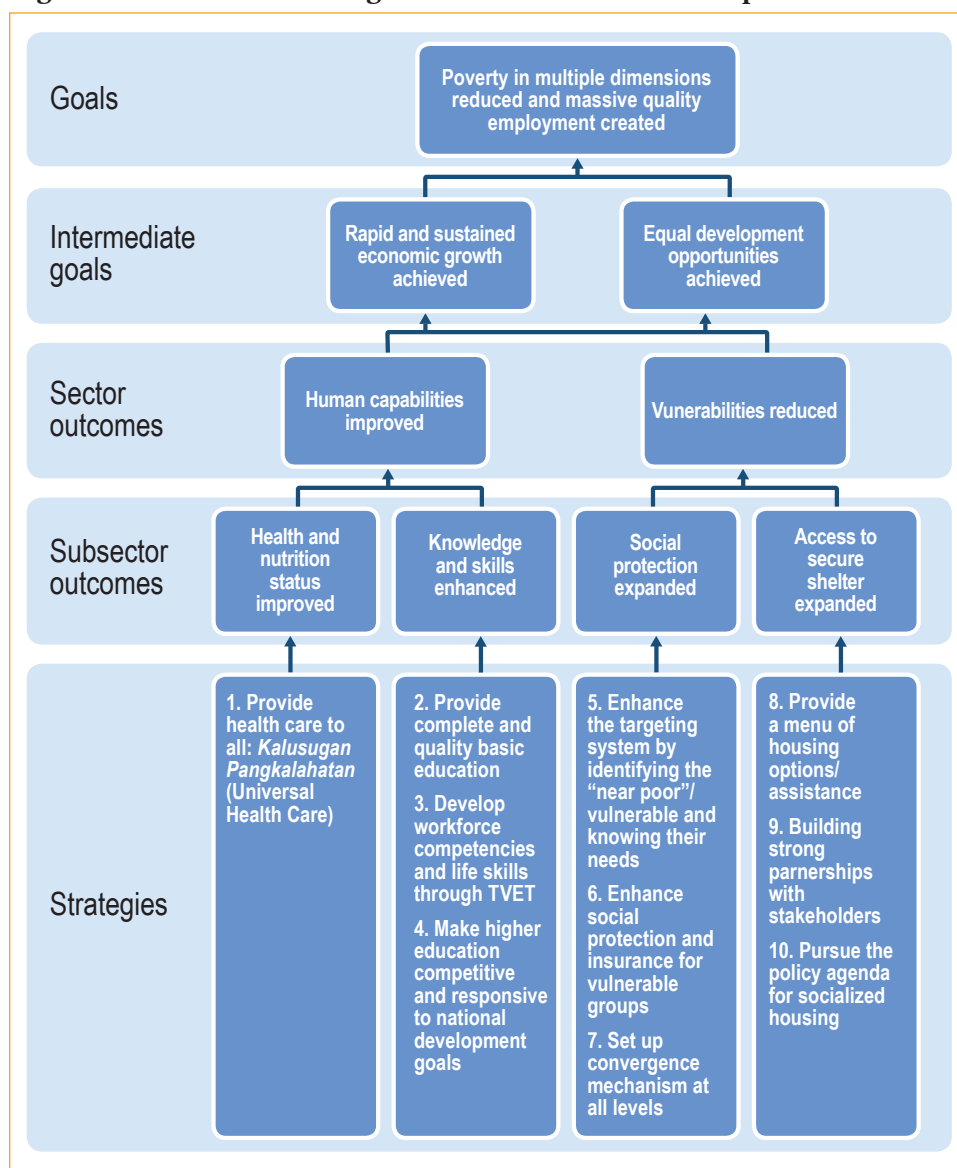 Goals
Poverty in multiple dimensions
reduced and massive quality
employment created
Intermediate
goals
Rapid and sustained
economic growth
achieved
Equal development
opportunities
achieved
Sector
outcomes
Human capabilities
improved
Vunerabilities reduced
Subsector
outcomes
Health and
nutrition
status
improved
Knowledge
and skills
enhanced
Social
protection
expanded
Access to
secure
shelter
expanded
Strategies
1. Provide
health care to
all: Kalusugan
Pangkalahatan
(Universal
Health Care)
2. Provide
complete and
quality basic
education
3. Develop
workforce
competencies
and life skills
through TVET
4. Make higher
education
competitive
and responsive
to national
development
goals
5. Enhance
the targeting
system by
identifying the
“near poor”/
vulnerable and
knowing their
needs
6. Enhance
social
protection and
insurance for
vulnerable
groups
7. Set up
convergence
mechanism at
all levels
8. Provide
a menu of
housing
options/
assistance
9. Building
strong
parnerships
with
stakeholders
10. Pursue the
policy agenda
for socialized
housing